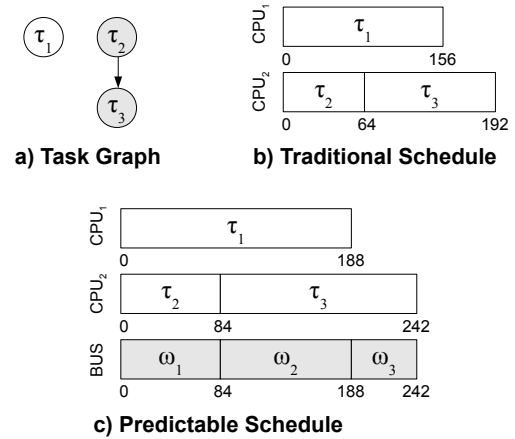 τ1 τ2
τ3
a) Task Graph
CPU1 τ1
0 156
CPU2 τ2 τ3
0 64 192
b) Traditional Schedule
CPU1 τ1
0 188
CPU2 τ2 τ3
0 84 242
BUS ω1 ω2 ω3
0 84 188 242
c) Predictable Schedule